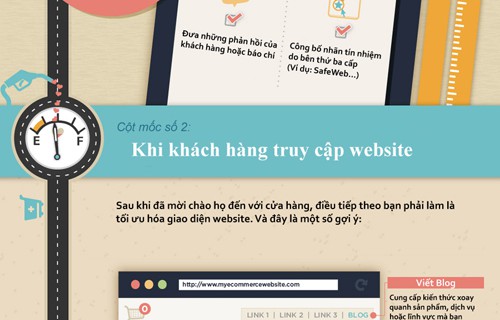 Đưa những phản hồi của
khách hàng hoặc báo chí
Công bố nhãn tín nhiệm
do bên thứ ba cấp
(Ví dụ: SafeWeb...)
Cột mốc số 2:
Khi khách hàng truy cập website
E F
Sau khi đã mời chào họ đến với cửa hàng, điều tiếp theo bạn phải làm là
tối ưu hóa giao diện website. Và đây là một số gợi ý:
http://www.myecommercewebsite.com
0
LINK 1 | LINK 2 | LINK 3 | BLOG
Viết Blog
Cung cấp kiến thức xoay
quanh sản phẩm, dịch vụ
hoặc lĩnh vực mà bạn